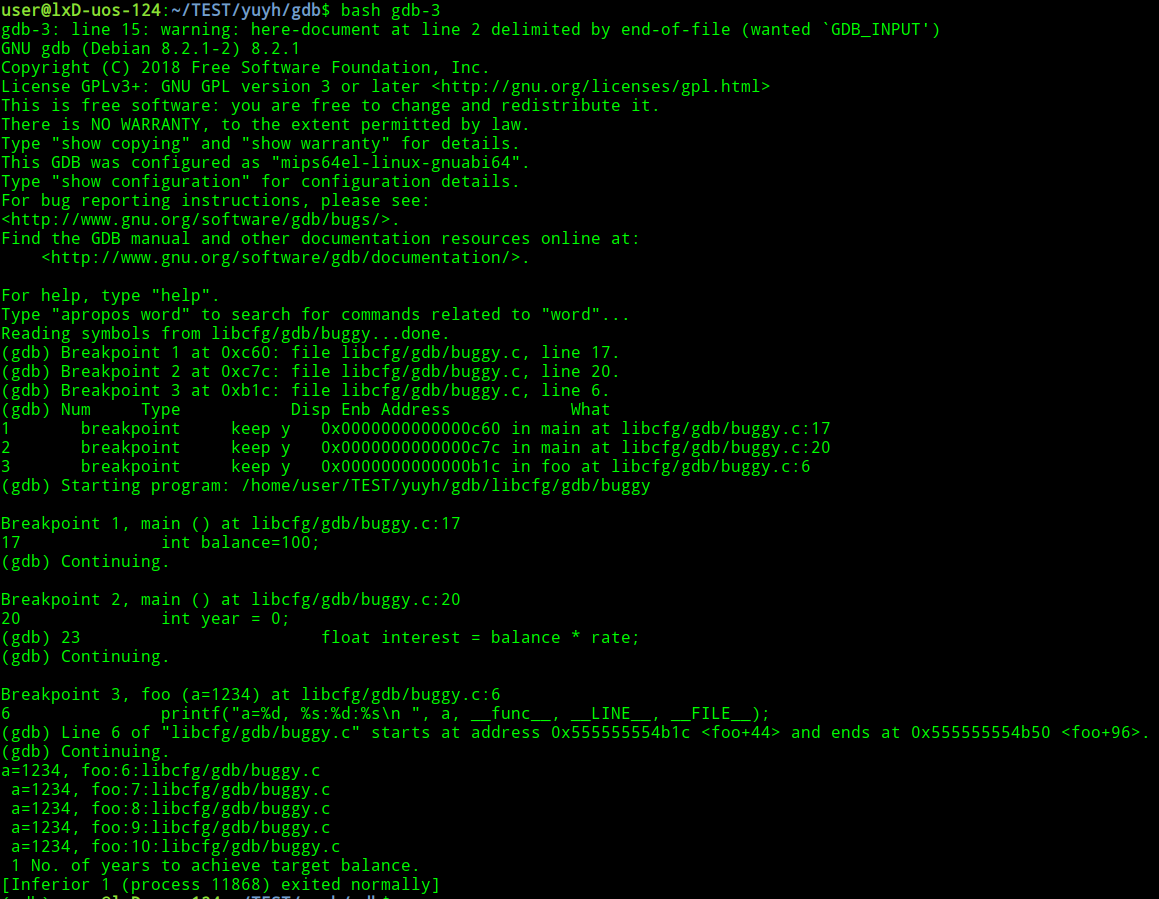 user@lxD-uos-124:~/TEST/yuyh/gdb$ bash gdb-3
gdb-3: line 15: warning: here-document at line 2 delimited by end-of-file (wanted `GDB_INPUT')
GNU gdb (Debian 8.2.1-2) 8.2.1
Copyright (C) 2018 Free Software Foundation, Inc.
License GPLv3+: GNU GPL version 3 or later <http://gnu.org/licenses/gpl.html>
This is free software: you are free to change and redistribute it.
There is NO WARRANTY, to the extent permitted by law.
Type "show copying" and "show warranty" for details.
This GDB was configured as "mips64el-linux-gnuabi64".
Type "show configuration" for configuration details.
For bug reporting instructions, please see:
<http://www.gnu.org/software/gdb/bugs/>.
Find the GDB manual and other documentation resources online at:
    <http://www.gnu.org/software/gdb/documentation/>.

For help, type "help".
Type "apropos word" to search for commands related to "word"...
Reading symbols from libcfg/gdb/buggy...done.
(gdb) Breakpoint 1 at 0xc60: file libcfg/gdb/buggy.c, line 17.
(gdb) Breakpoint 2 at 0xc7c: file libcfg/gdb/buggy.c, line 20.
(gdb) Breakpoint 3 at 0xb1c: file libcfg/gdb/buggy.c, line 6.
(gdb) Num     Type           Disp Enb Address            What
1       breakpoint     keep y   0x0000000000000c60 in main at libcfg/gdb/buggy.c:17
2       breakpoint     keep y   0x0000000000000c7c in main at libcfg/gdb/buggy.c:20
3       breakpoint     keep y   0x0000000000000b1c in foo at libcfg/gdb/buggy.c:6
(gdb) Starting program: /home/user/TEST/yuyh/gdb/libcfg/gdb/buggy

Breakpoint 1, main () at libcfg/gdb/buggy.c:17
17              int balance=100;
(gdb) Continuing.

Breakpoint 2, main () at libcfg/gdb/buggy.c:20
20              int year = 0;
(gdb) 23                        float interest = balance * rate;
(gdb) Continuing.

Breakpoint 3, foo (a=1234) at libcfg/gdb/buggy.c:6
6               printf("a=%d, %s:%d:%s\n ", a, __func__, __LINE__, __FILE__);
(gdb) Line 6 of "libcfg/gdb/buggy.c" starts at address 0x555555554b1c <foo+44> and ends at 0x555555554b50 <foo+96>.
(gdb) Continuing.
a=1234, foo:6:libcfg/gdb/buggy.c
 a=1234, foo:7:libcfg/gdb/buggy.c
 a=1234, foo:8:libcfg/gdb/buggy.c
 a=1234, foo:9:libcfg/gdb/buggy.c
 a=1234, foo:10:libcfg/gdb/buggy.c
 1 No. of years to achieve target balance.
[Inferior 1 (process 11868) exited normally]